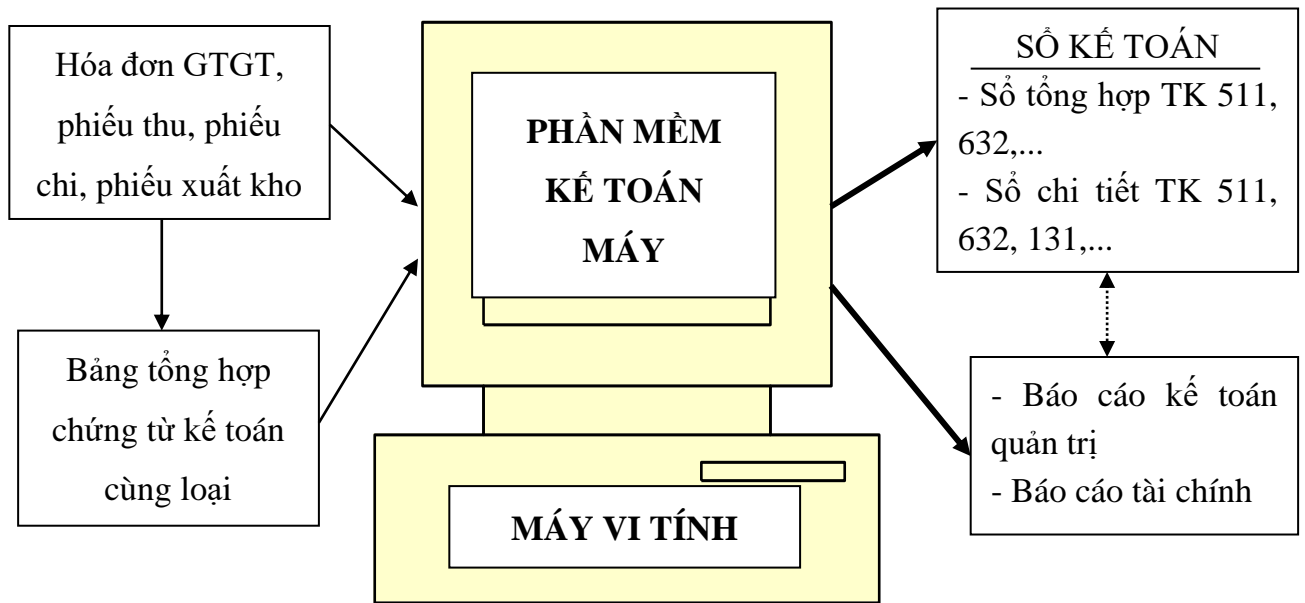 Hóa đơn GTGT,
phiếu thu, phiếu
chi, phiếu xuất kho
Bảng tổng hợp
chứng từ kế toán
cùng loại
PHẦN MỀM
KẾ TOÁN
MÁY
MÁY VI TÍNH
SỔ KẾ TOÁN
- Sổ tổng hợp TK 511,
632,...
- Sổ chi tiết TK 511,
632, 131,...
- Báo cáo kế toán
quản trị
- Báo cáo tài chính